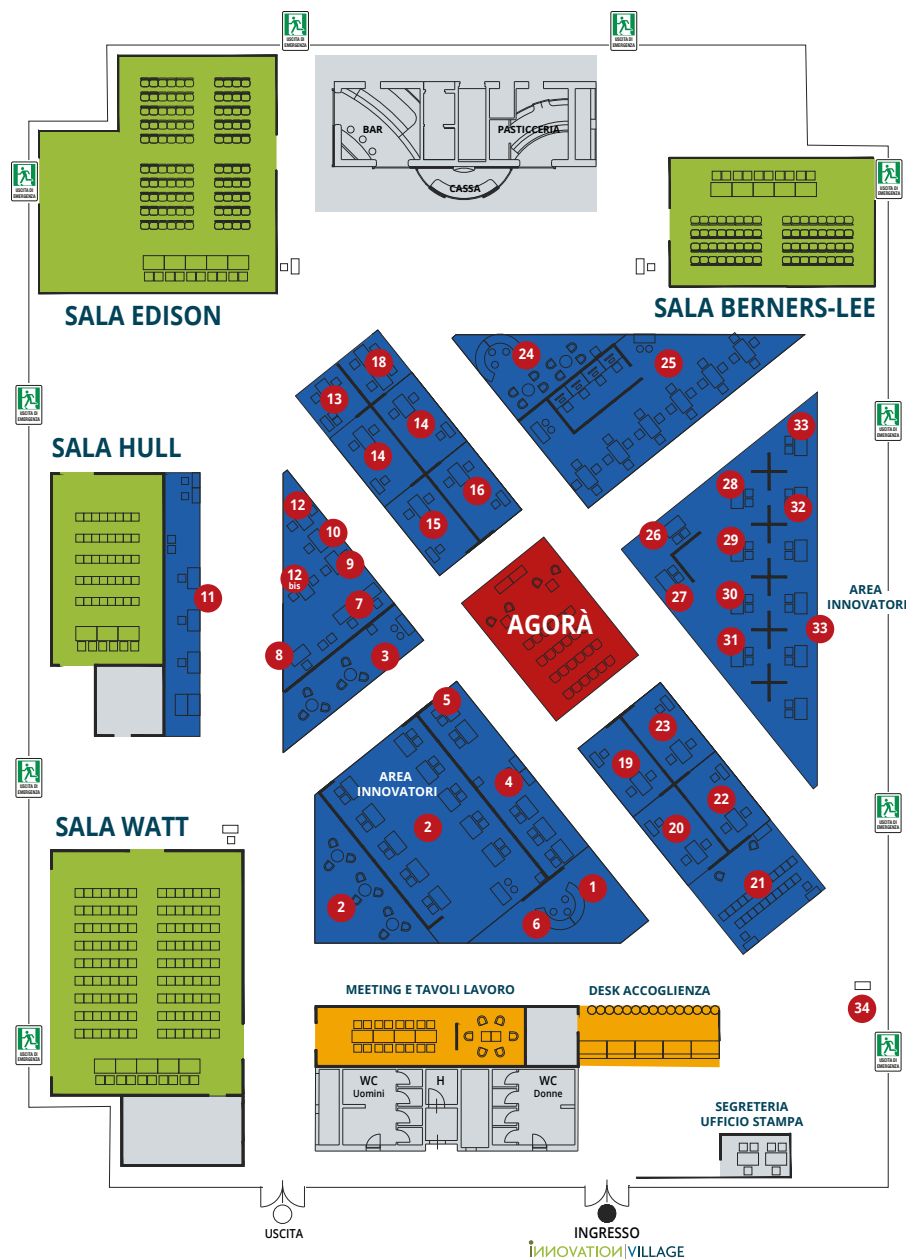 USCITA DI
EMERGENZA
USCITA DI
EMERGENZA
BAR
PASTICCERIA
CASSA
USCITA DI
EMERGENZA
USCITA DI
EMERGENZA
SALA EDISON
SALA BERNERS-LEE
24
25
18
13
14
14
16
15
USCITA DI
EMERGENZA
USCITA DI
EMERGENZA
SALA HULL
33
28
32
26
29
27
30
31
33
AREA
INNOVATORI
12
10
9
12
bis
7
8
3
11
AGORÀ
5
AREA
INNOVATORI
4
2
2
1
6
23
19
22
20
21
USCITA DI
EMERGENZA
USCITA DI
EMERGENZA
SALA WATT
MEETING E TAVOLI LAVORO
DESK ACCOGLIENZA
34
USCITA DI
EMERGENZA
USCITA DI
EMERGENZA
WC
Uomini
H
WC
Donne
SEGRETERIA
UFFICIO STAMPA
USCITA
INGRESSO
INNOVATION|VILLAGE